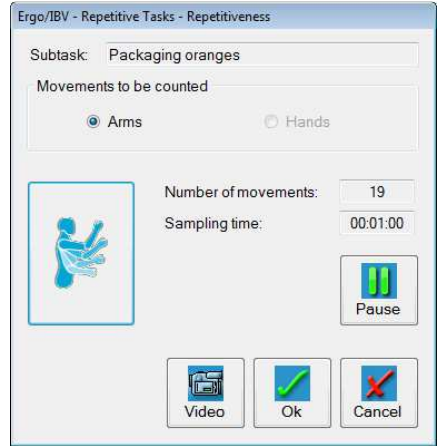 Ergo/IBV - Repetitive Tasks - Repetitiveness
Subtask: Packaging oranges
Movements to be counted
Arms Hands
Number of movements: 19
Sampling time: 00:01:00
Pause
Video Ok Cancel